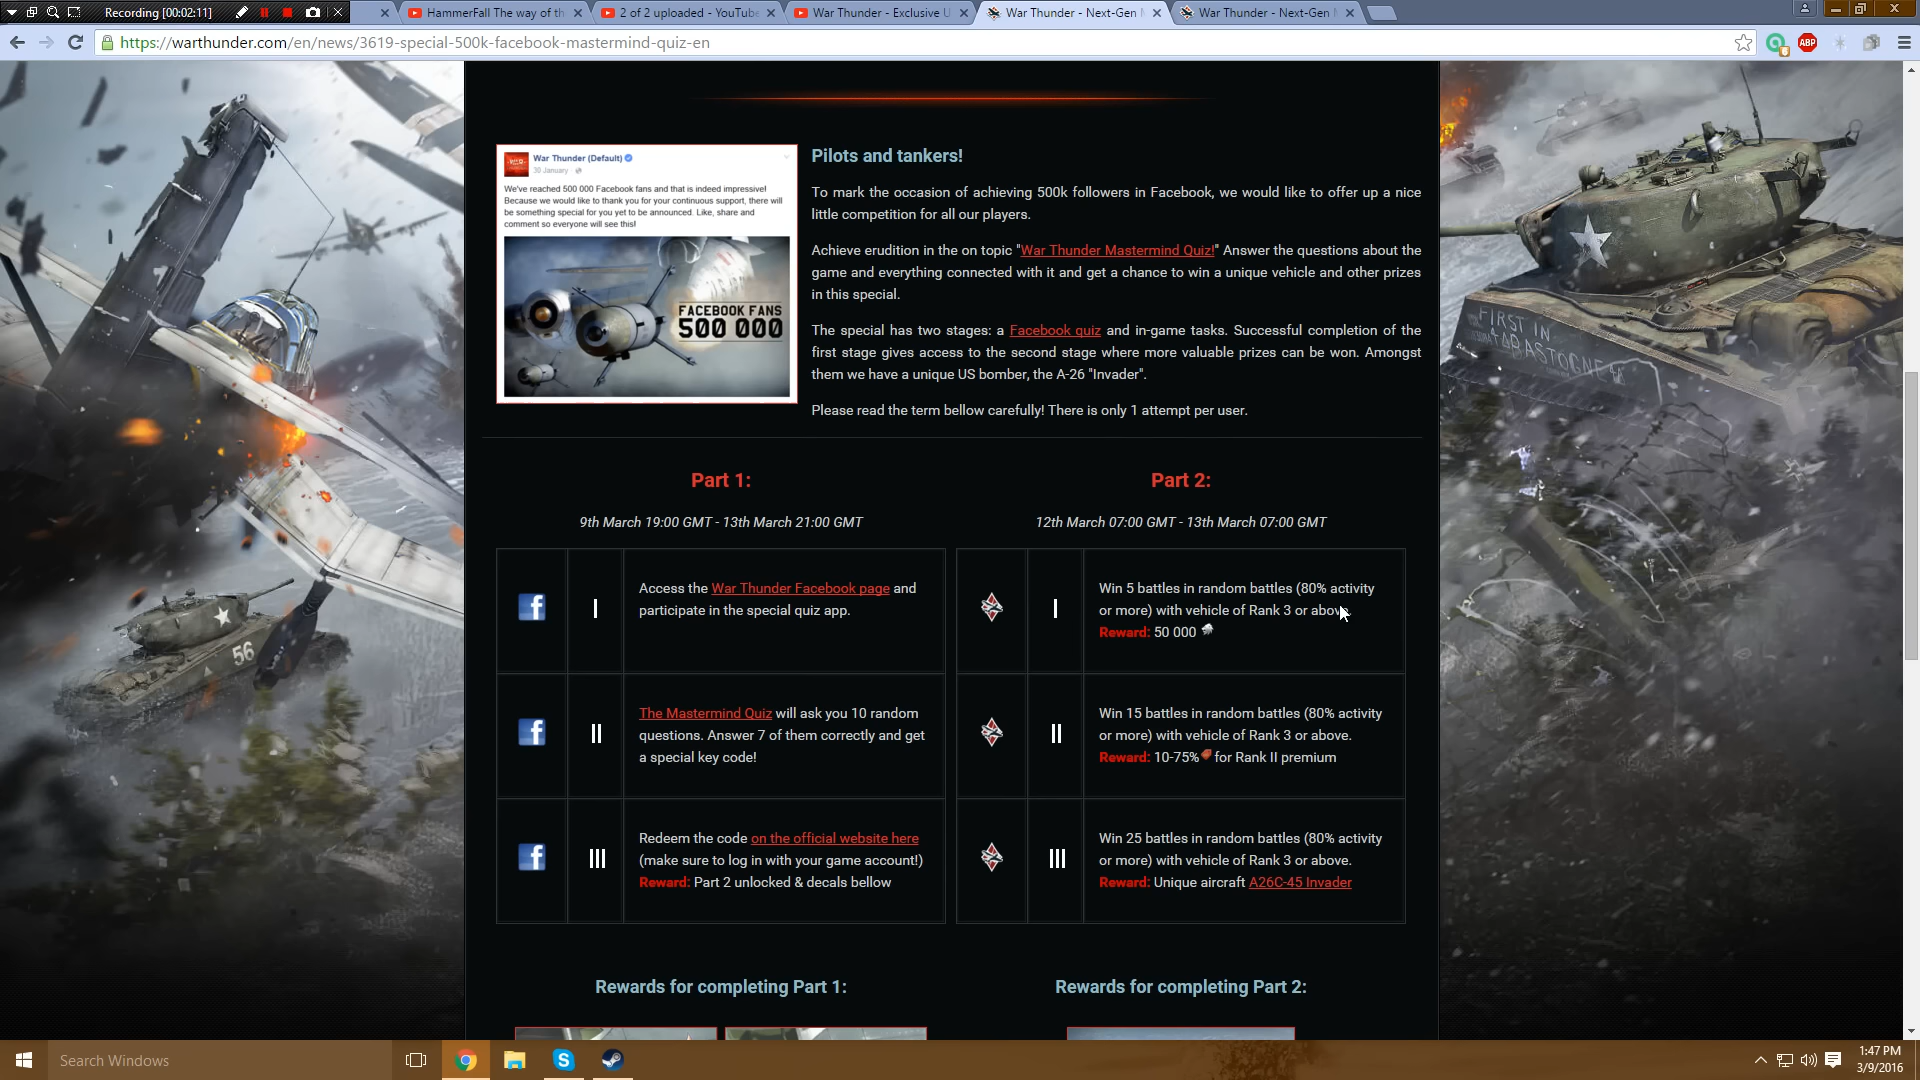 Recording [00:02:11]
HammerFall The way of th
2 of 2 uploaded - YouTube
War Thunder - Exclusive U
War Thunder - Next-Gen
War Thunder - Next-Gen
https://warthunder.com/en/news/3619-special-500k-facebook-mastermind-quiz-en
ABP
War Thunder (Default)
30 January
We've reached 500 000 Facebook fans and that is indeed impressive!
Because we would like to thank you for your continuous support, there will
be something special for you yet to be announced. Like, share and
comment so everyone will see this!
FACEBOOK FANS
500 000
Pilots and tankers!
To mark the occasion of achieving 500k followers in Facebook, we would like to offer up a nice
little competition for all our players.
Achieve erudition in the on topic "War Thunder Mastermind Quiz!" Answer the questions about the
game and everything connected with it and get a chance to win a unique vehicle and other prizes
in this special.
The special has two stages: a Facebook quiz and in-game tasks. Successful completion of the
first stage gives access to the second stage where more valuable prizes can be won. Amongst
them we have a unique US bomber, the A-26 "Invader".
Please read the term bellow carefully! There is only 1 attempt per user.
Part 1:
9th March 19:00 GMT - 13th March 21:00 GMT
I
Access the War Thunder Facebook page and
participate in the special quiz app.
II
The Mastermind Quiz will ask you 10 random
questions. Answer 7 of them correctly and get
a special key code!
III
Redeem the code on the official website here
(make sure to log in with your game account!)
Reward: Part 2 unlocked & decals bellow
Part 2:
12th March 07:00 GMT - 13th March 07:00 GMT
I
Win 5 battles in random battles (80% activity
or more) with vehicle of Rank 3 or above.
Reward: 50 000
II
Win 15 battles in random battles (80% activity
or more) with vehicle of Rank 3 or above.
Reward: 10-75% for Rank II premium
III
Win 25 battles in random battles (80% activity
or more) with vehicle of Rank 3 or above.
Reward: Unique aircraft A26C-45 Invader
Rewards for completing Part 1:
Rewards for completing Part 2:
56
FIRST IN
BASTOGNE
Search Windows
1:47 PM
3/9/2016